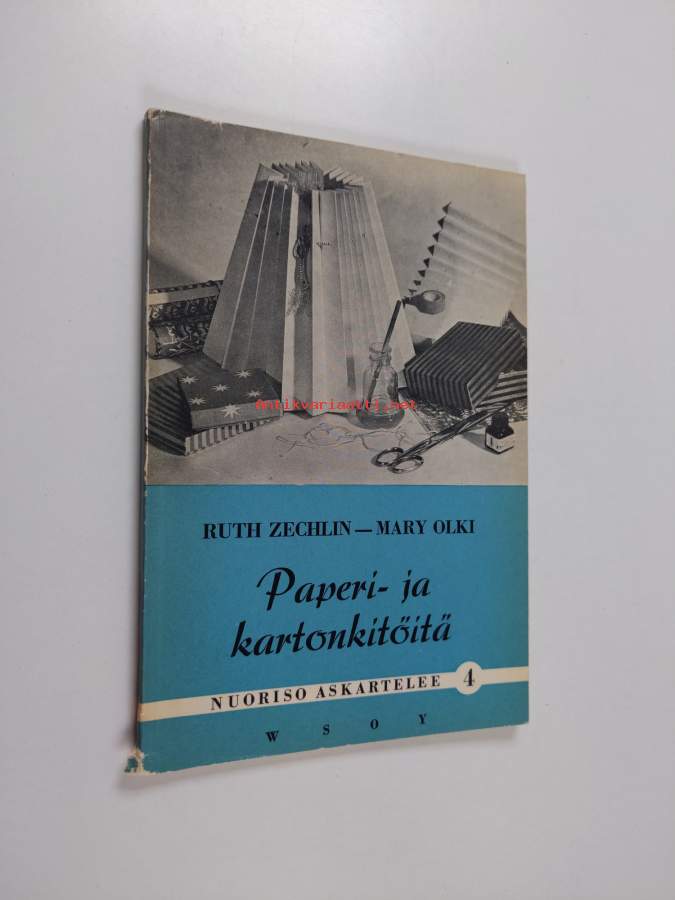 antikvariaatti.net
RUTH ZECHLIN — MARY OLKI
Paperi- ja
kartonkitöitä
NUORISO ASKARTELEE 4
W S O Y